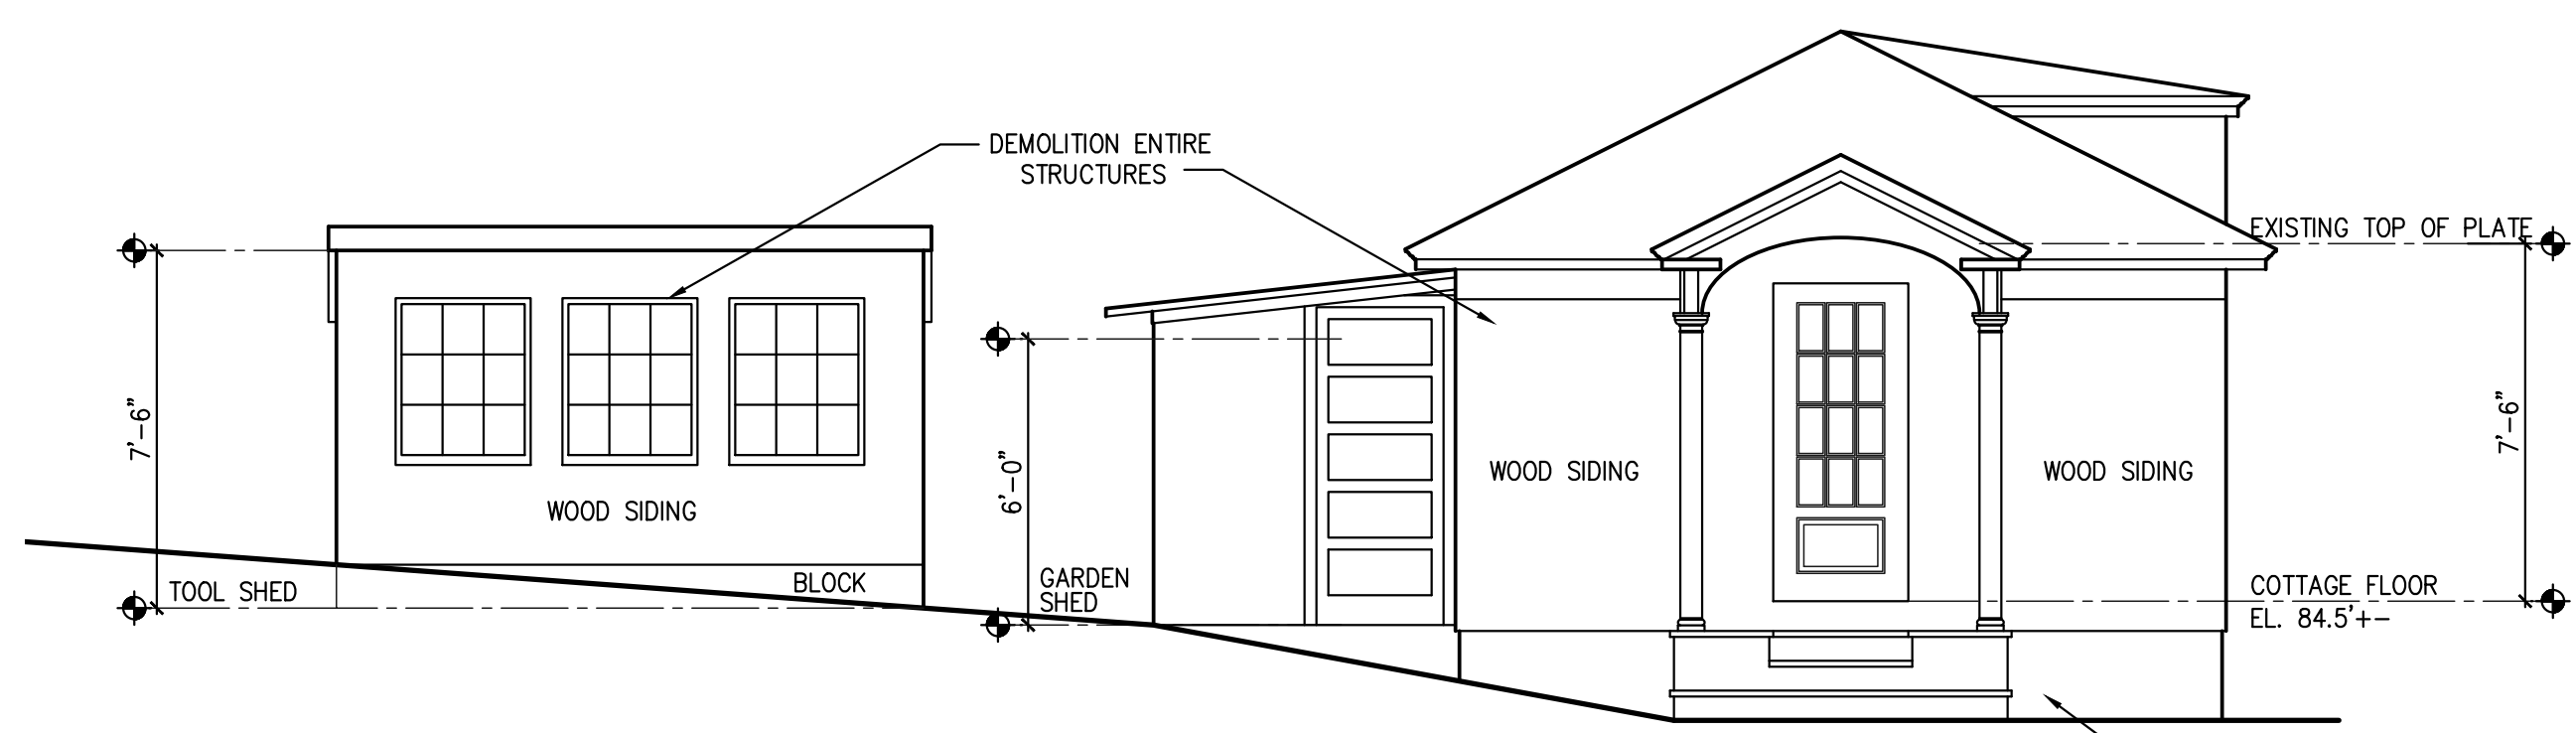 DEMOLITION ENTIRE
STRUCTURES
EXISTING TOP OF PLATE
7'-6"
6'-0"
7'-6"
WOOD SIDING
WOOD SIDING
WOOD SIDING
TOOL SHED
BLOCK
GARDEN
SHED
COTTAGE FLOOR
EL. 84.5'+-